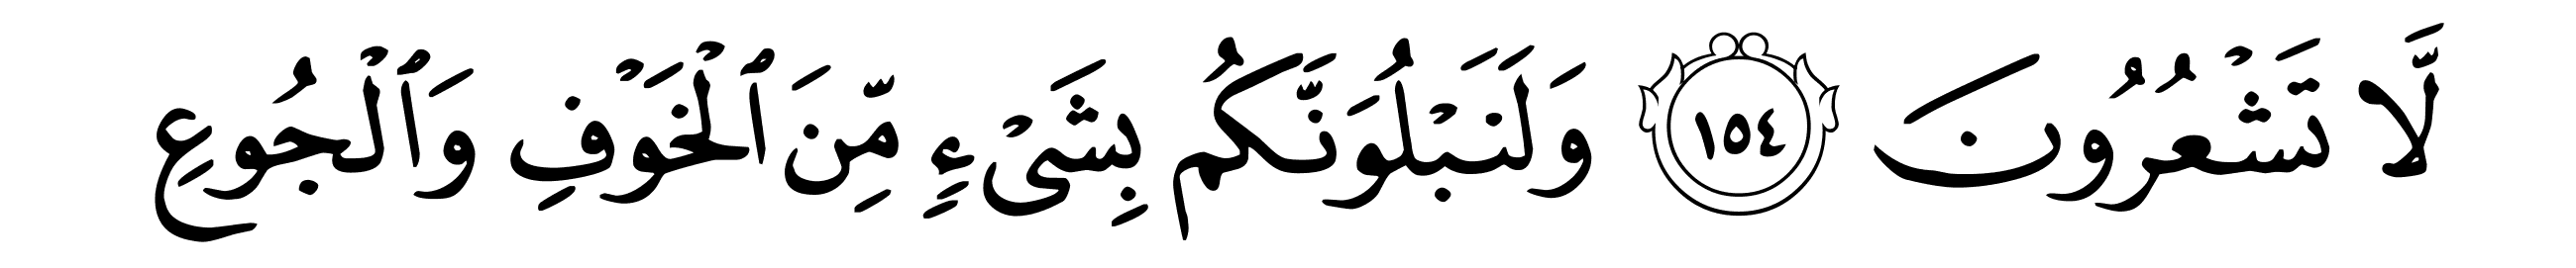 لَّا تَشْعُرُونَ ١٥٤ وَلَنَبْلُوَنَّكُم بِشَىْءٍ مِّنَ ٱلْخَوْفِ وَٱلْجُوعِ